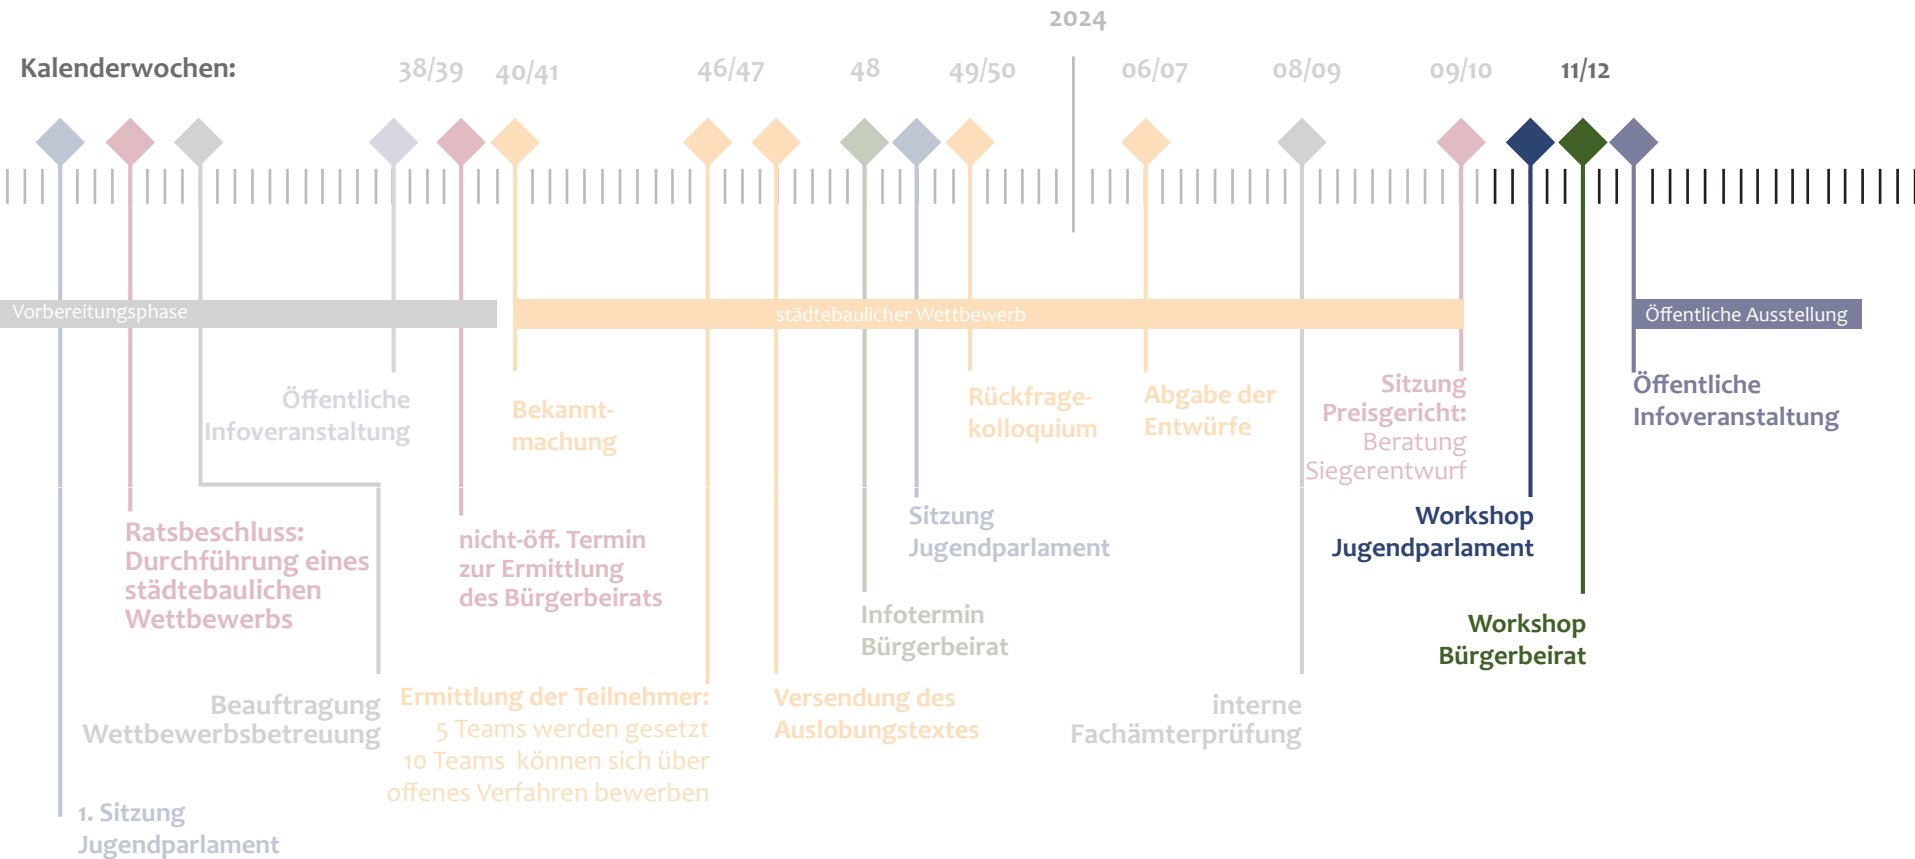 2024
Kalenderwochen:
38/39
40/41
46/47
48
49/50
06/07
08/09
09/10
11/12
Vorbereitungsphase
städtebaulicher Wettbewerb
Öffentliche Ausstellung
Öffentliche
Infoveranstaltung
Bekannt-
machung
Rückfrage-
kolloquium
Abgabe der
Entwürfe
Sitzung
Preisgericht:
Beratung
Siegerentwurf
Öffentliche
Infoveranstaltung
Ratsbeschluss:
Durchführung eines
städtebaulichen
Wettbewerbs
nicht-öff. Termin
zur Ermittlung
des Bürgerbeirats
Sitzung
Jugendparlament
Workshop
Jugendparlament
Infotermin
Bürgerbeirat
Workshop
Bürgerbeirat
Beauftragung
Wettbewerbsbetreuung
Ermittlung der Teilnehmer:
5 Teams werden gesetzt
10 Teams können sich über
offenes Verfahren bewerben
Versendung des
Auslobungstextes
interne
Fachämterprüfung
1. Sitzung
Jugendparlament